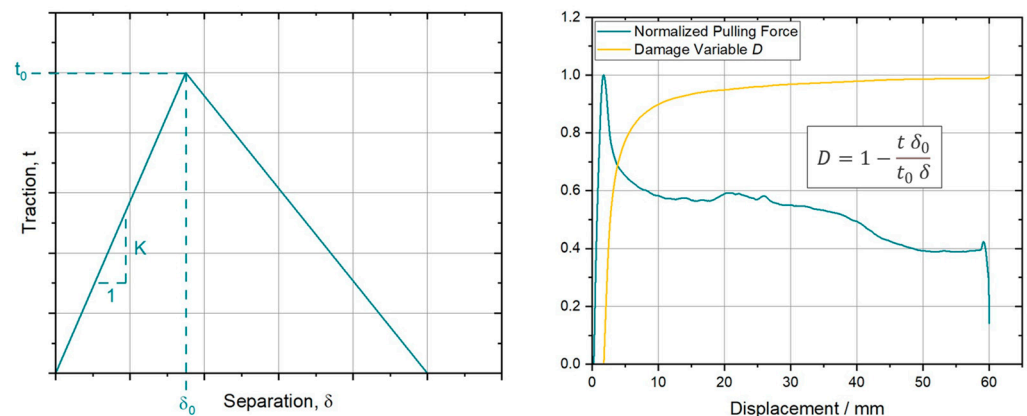 t₀
Traction, t
K
1
δ₀
Separation, δ
1.2
1.0
0.8
0.6
0.4
0.2
0.0
Normalized Pulling Force
Damage Variable D
D = 1 − t δ₀ / t₀ δ
0 10 20 30 40 50 60
Displacement / mm